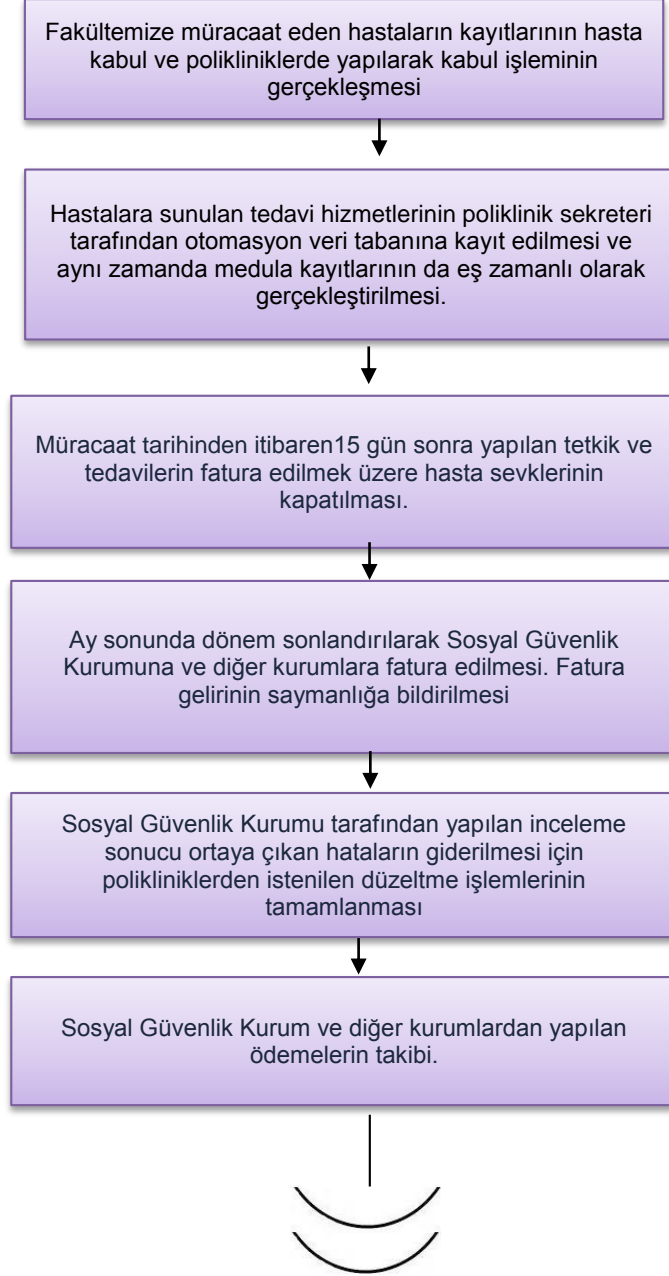 Fakültemize müracaat eden hastaların kayıtlarının hasta
kabul ve polikliniklerde yapılarak kabul işleminin
gerçekleşmesi
Hastalara sunulan tedavi hizmetlerinin poliklinik sekreteri
tarafından otomasyon veri tabanına kayıt edilmesi ve
aynı zamanda medula kayıtlarının da eş zamanlı olarak
gerçekleştirilmesi.
Müracaat tarihinden itibaren15 gün sonra yapılan tetkik ve
tedavilerin fatura edilmek üzere hasta sevklerinin
kapatılması.
Ay sonunda dönem sonlandırılarak Sosyal Güvenlik
Kurumuna ve diğer kurumlara fatura edilmesi. Fatura
gelirinin saymanlığa bildirilmesi
Sosyal Güvenlik Kurumu tarafından yapılan inceleme
sonucu ortaya çıkan hataların giderilmesi için
polikliniklerden istenilen düzeltme işlemlerinin
tamamlanması
Sosyal Güvenlik Kurum ve diğer kurumlardan yapılan
ödemelerin takibi.